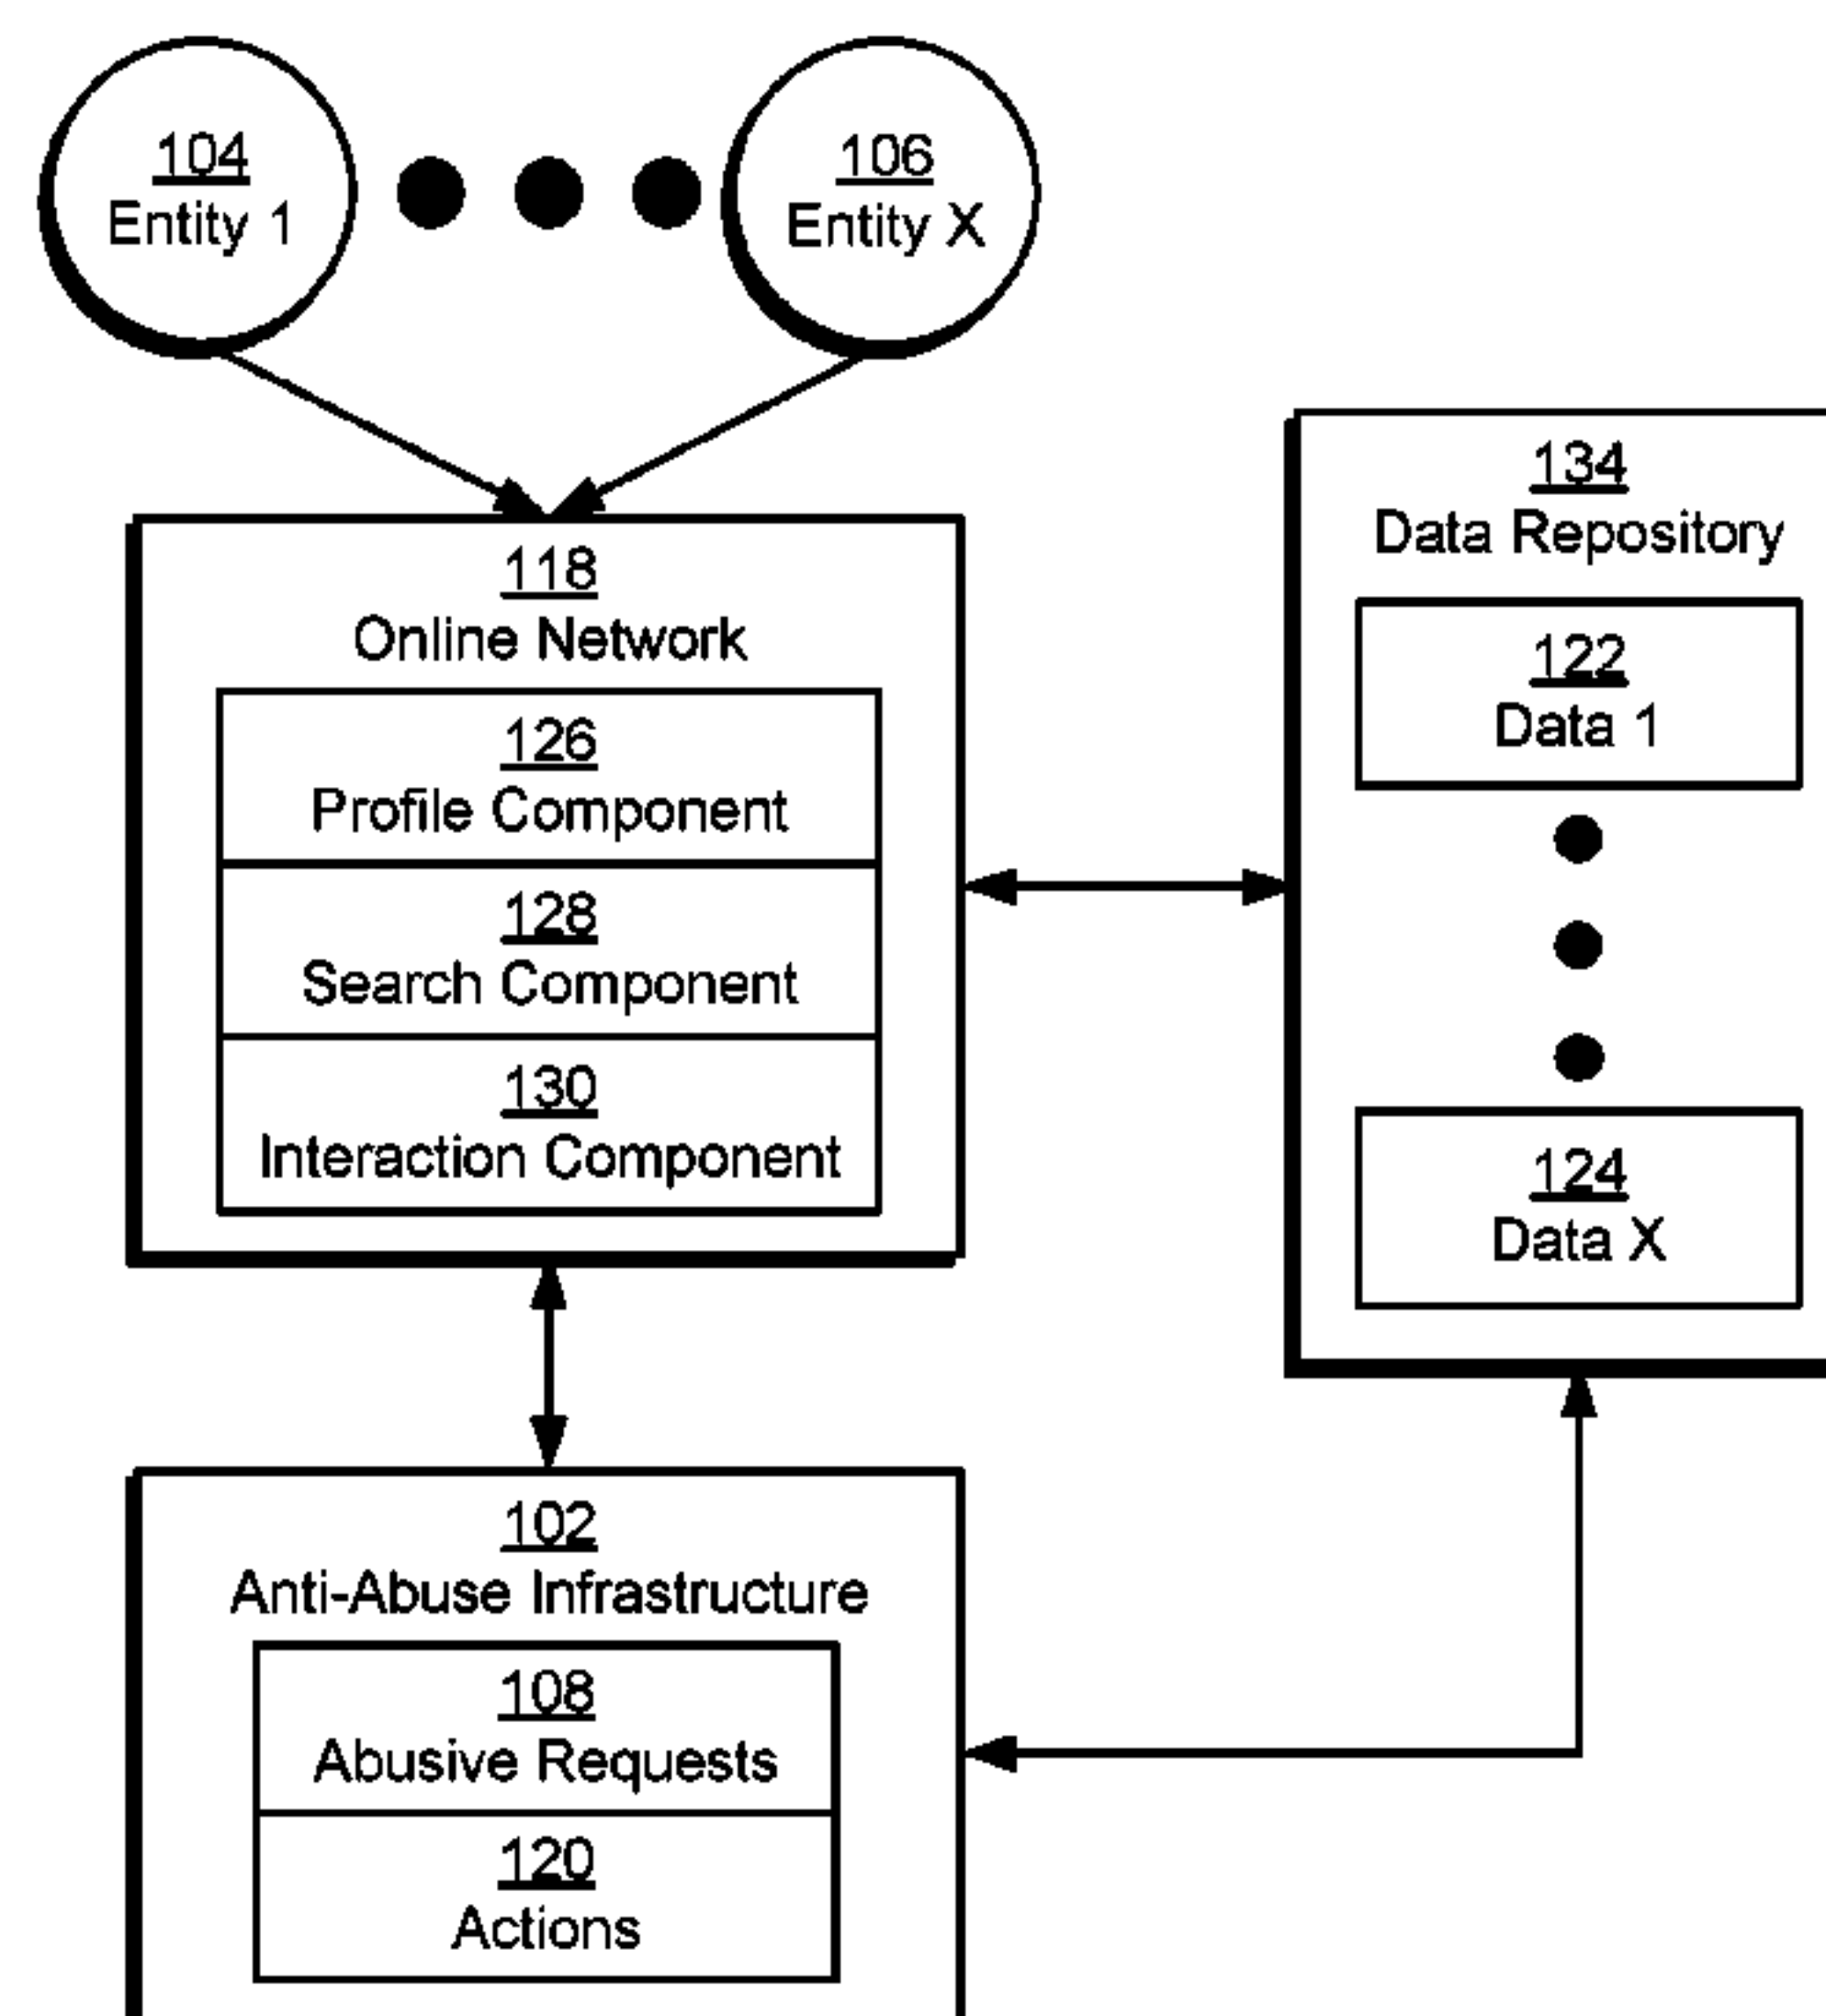 104
Entity 1
106
Entity X
118
Online Network
126
Profile Component
128
Search Component
130
Interaction Component
134
Data Repository
122
Data 1
124
Data X
102
Anti-Abuse Infrastructure
108
Abusive Requests
120
Actions